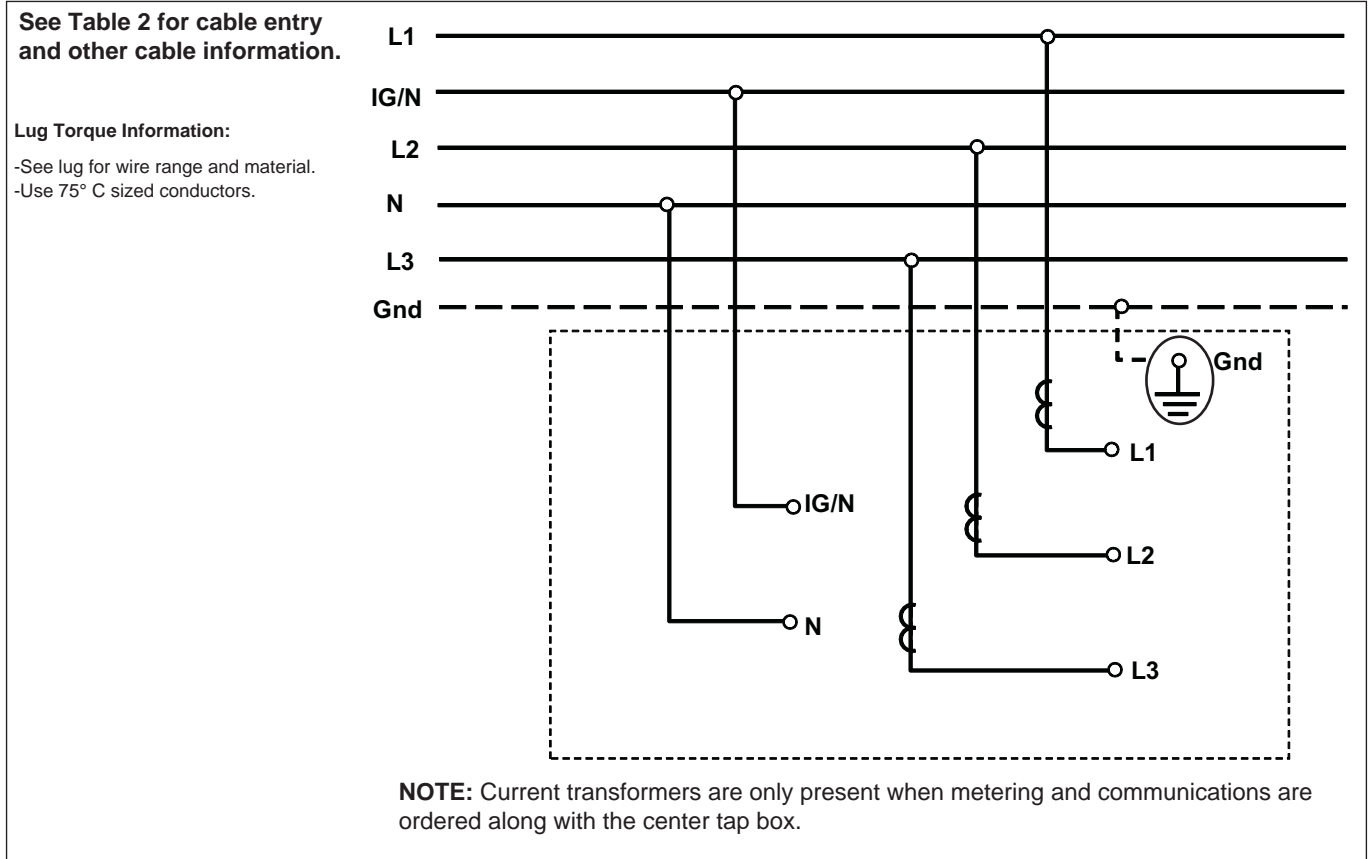 See Table 2 for cable entry
and other cable information.
Lug Torque Information:
-See lug for wire range and material.
-Use 75° C sized conductors.
L1
IG/N
L2
N
L3
Gnd
Gnd
L1
IG/N
L2
N
L3
NOTE: Current transformers are only present when metering and communications are
ordered along with the center tap box.